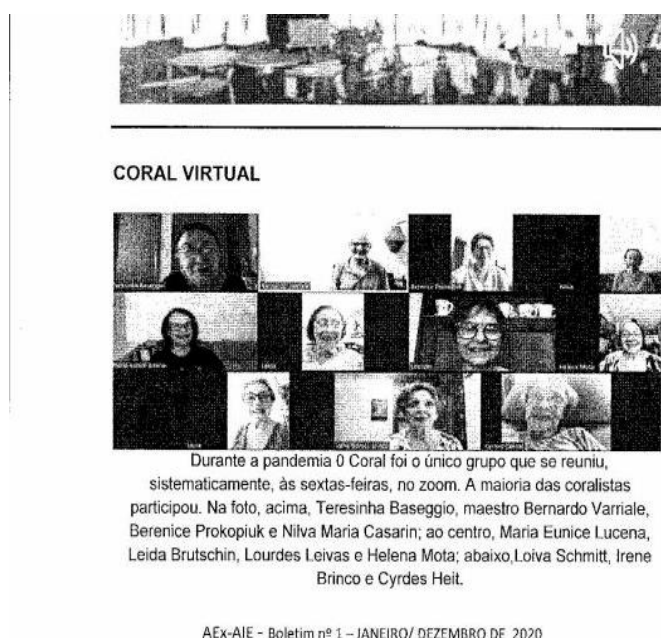 CORAL VIRTUAL
Durante a pandemia 0 Coral foi o único grupo que se reuniu,
sistematicamente, às sextas-feiras, no zoom. A maioria das coralistas
participou. Na foto, acima, Teresinha Baseggio, maestro Bernardo Varriale,
Berenice Prokopiuk e Nilva Maria Casarin; ao centro, Maria Eunice Lucena,
Leida Brutschin, Lourdes Leivas e Helena Mota; abaixo,Loiva Schmitt, Irene
Brinco e Cyrdes Heit.
AEx-AIE - Boletim nº 1 – JANEIRO/ DEZEMBRO DE 2020